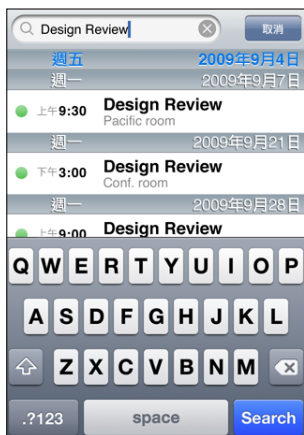 Design Review
取消
週五 2009年9月4日
週一 2009年9月7日
上午9:30 Design Review
Pacific room
週一 2009年9月21日
下午3:00 Design Review
Conf. room
週一 2009年9月28日
上午9:00 Design Review
Q W E R T Y U I O P
A S D F G H J K L
Z X C V B N M
.?123 space Search